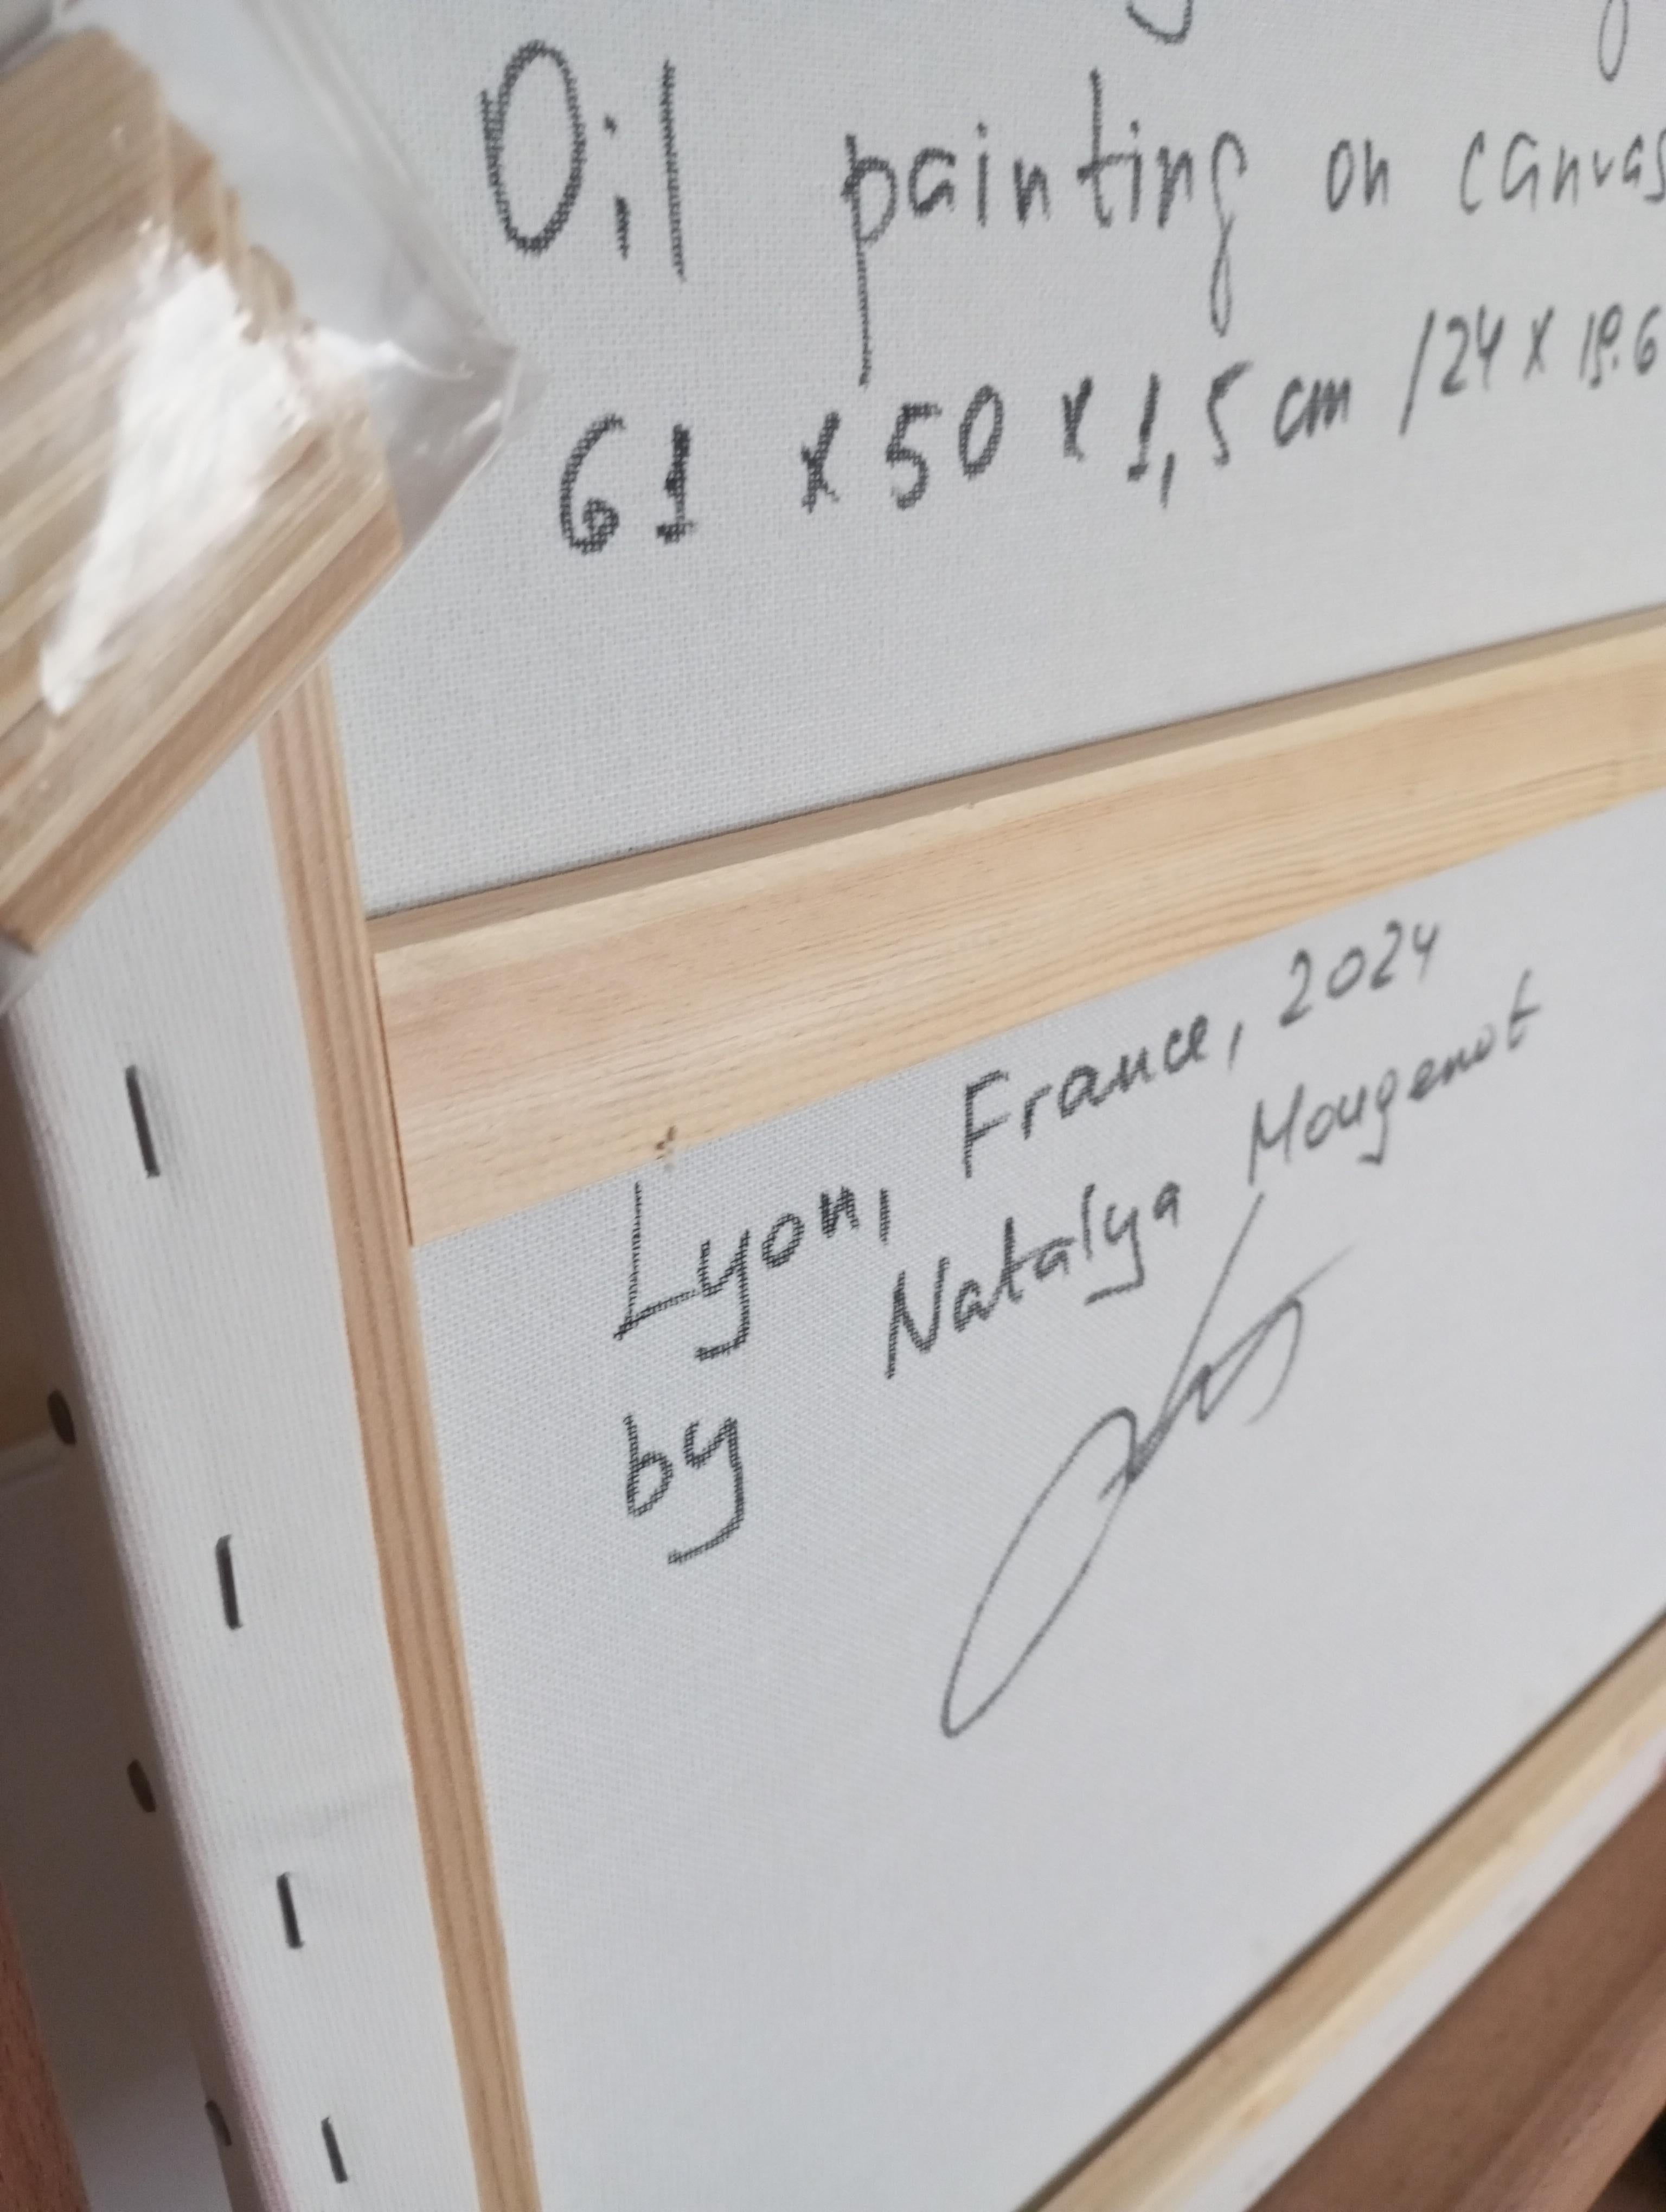 Oil painting on canvas
61 x 50 x 1,5 cm / 24 x 19.6
Lyon, France, 2024
by Natalya Mougenot